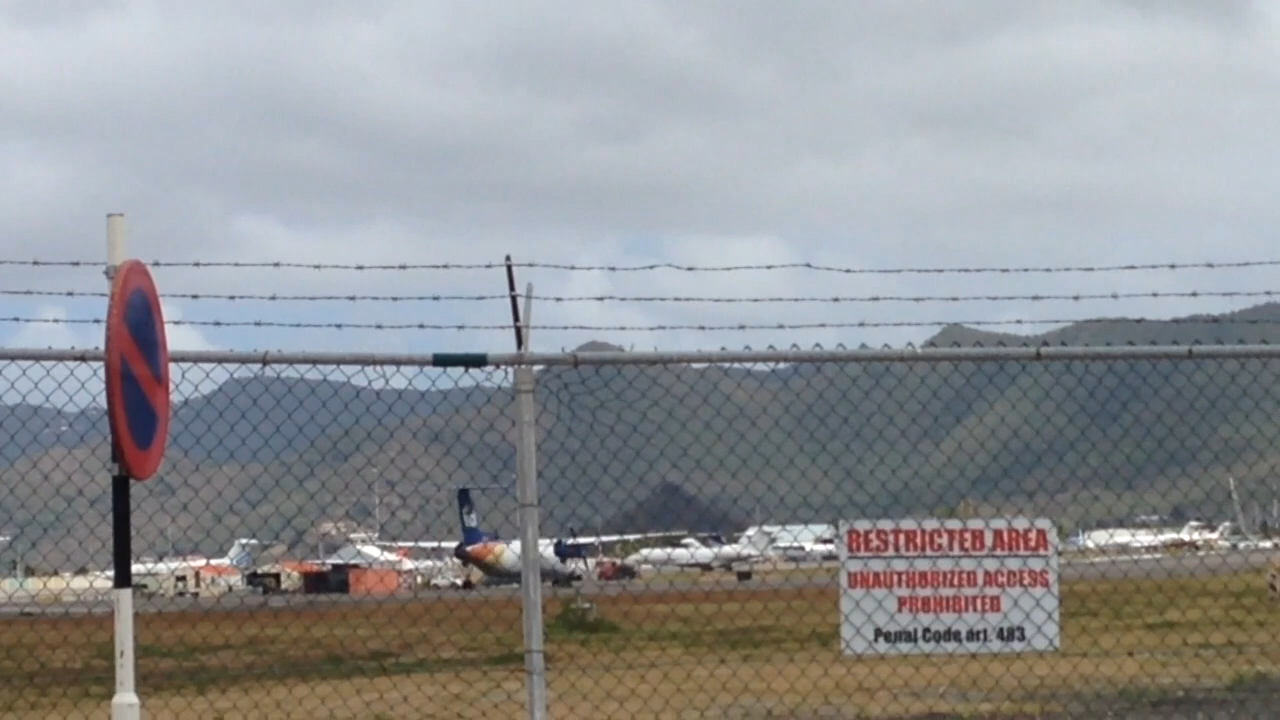 RESTRICTED AREA
UNAUTHORIZED ACCESS
PROHIBITED
Penal Code art. 483